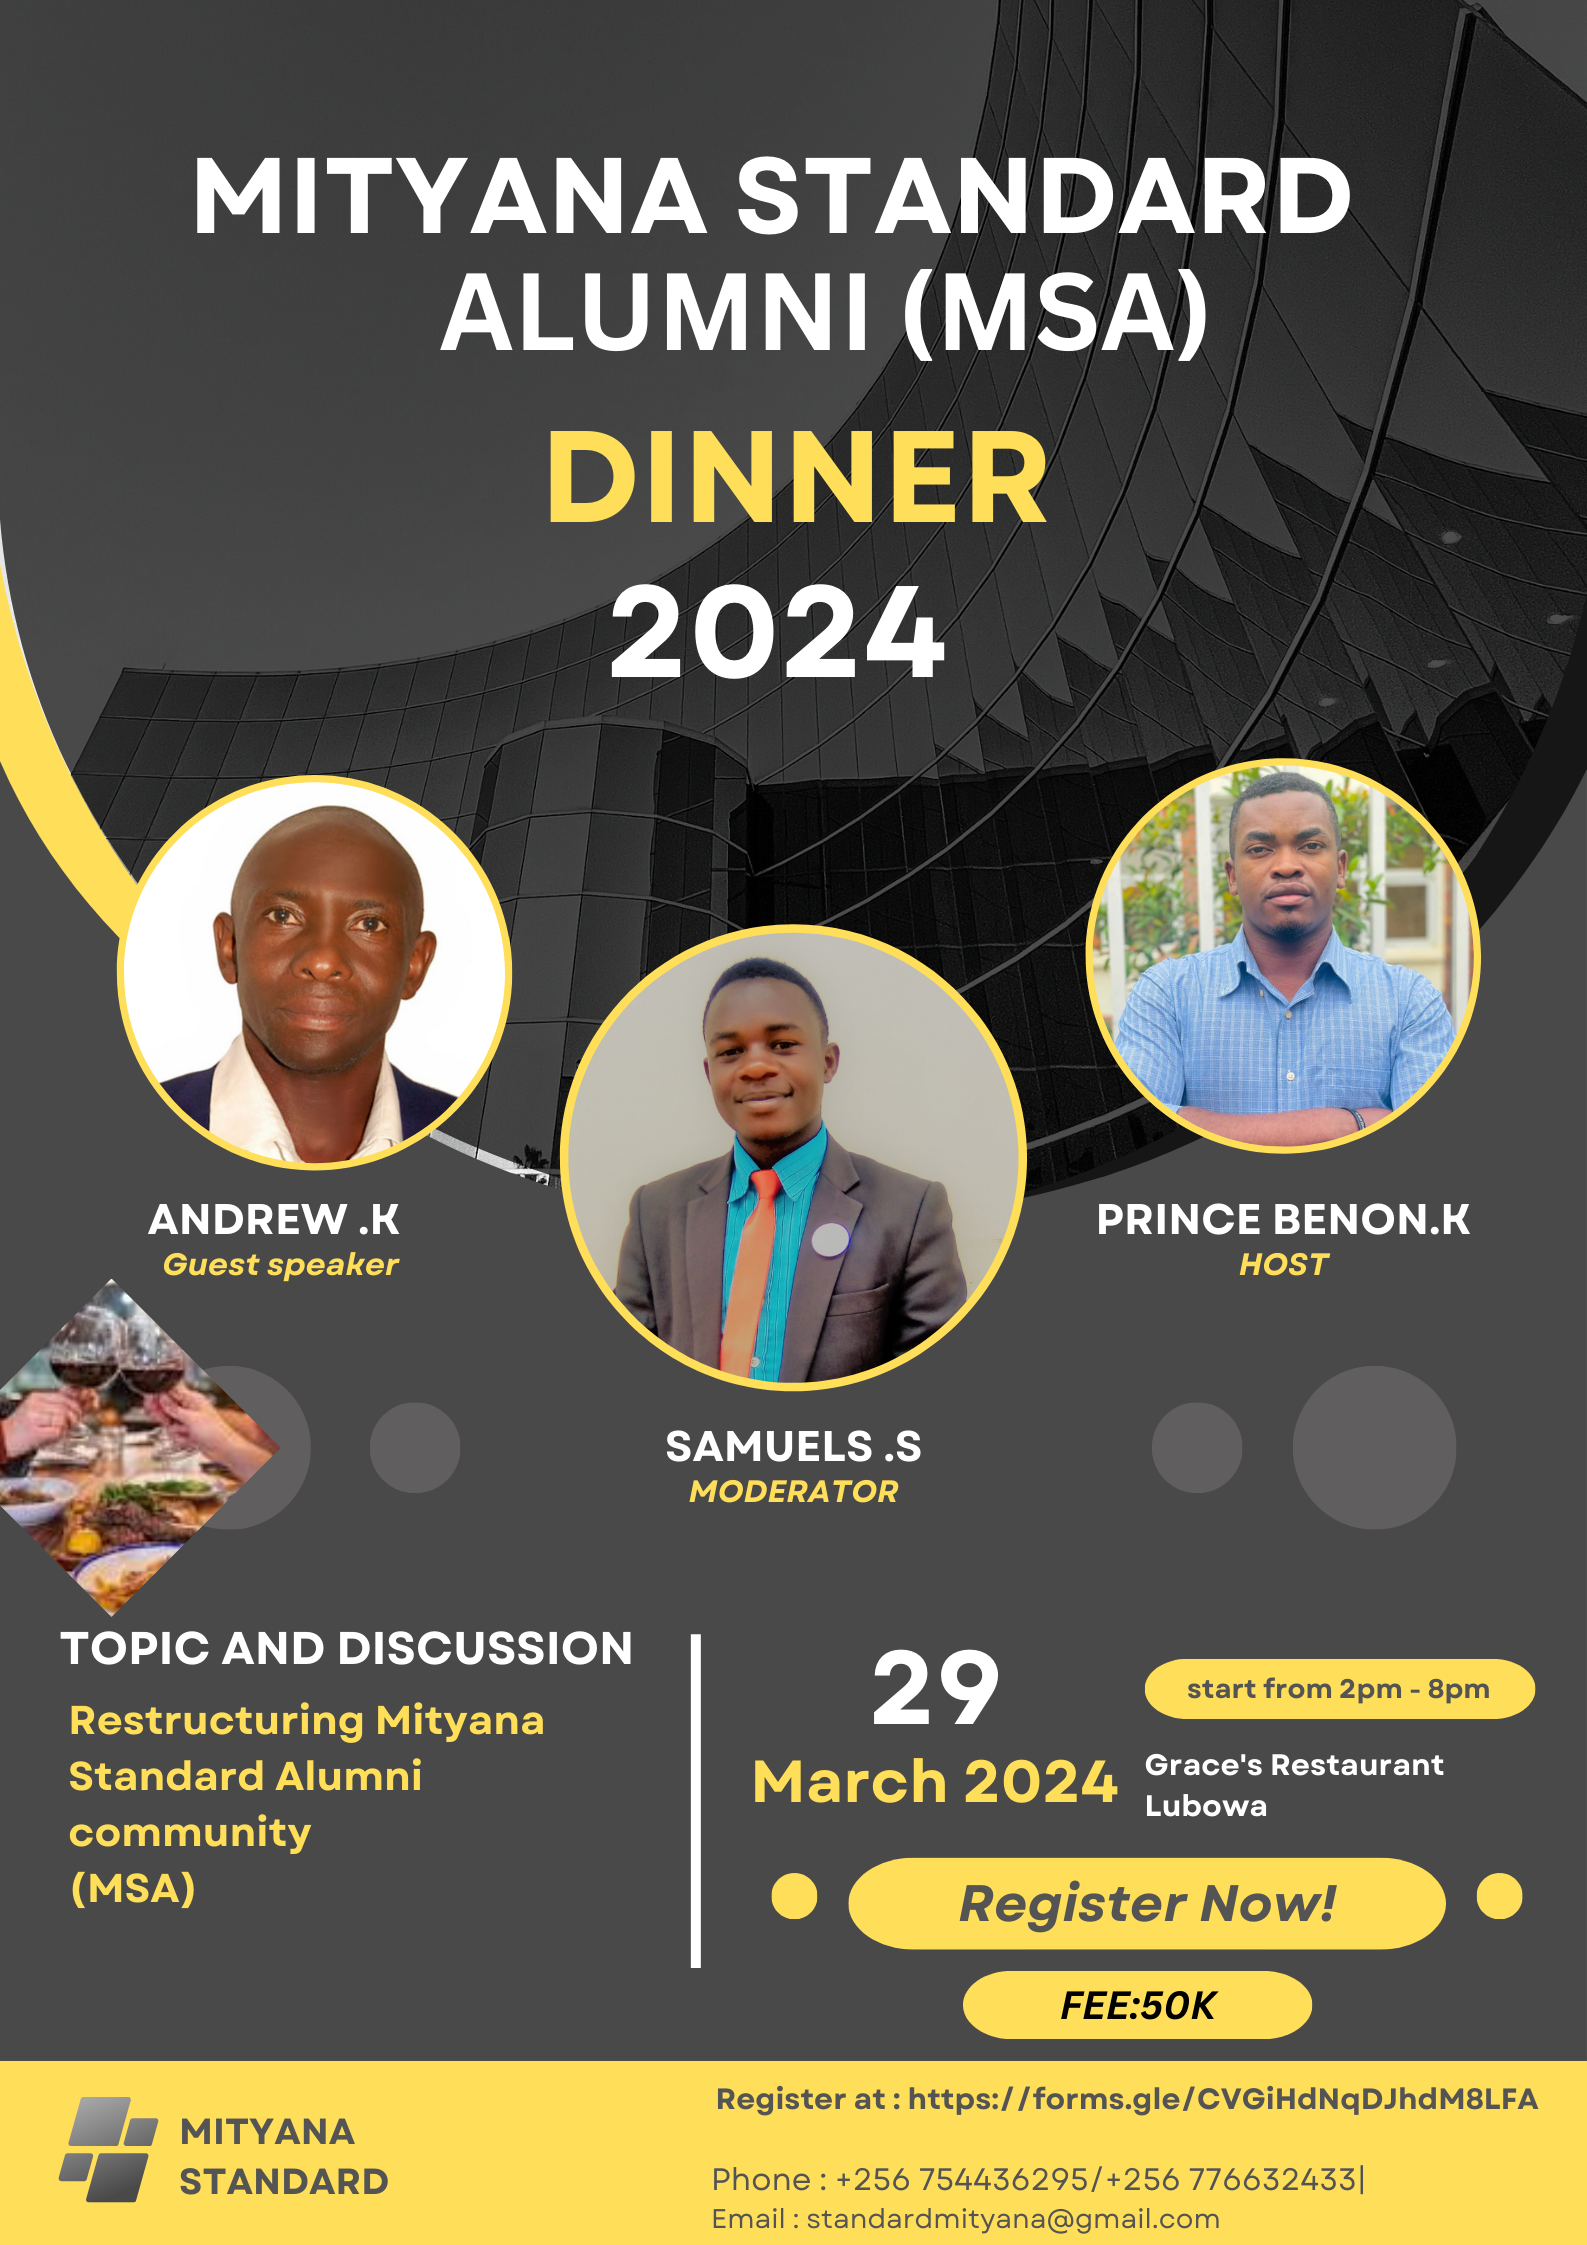 MITYANA STANDARD
ALUMNI (MSA)
DINNER
2024
ANDREW .K
Guest speaker
PRINCE BENON.K
HOST
SAMUELS .S
MODERATOR
TOPIC AND DISCUSSION
Restructuring Mityana
Standard Alumni
community
(MSA)
29
March 2024
start from 2pm - 8pm
Grace's Restaurant
Lubowa
Register Now!
FEE:50K
MITYANA
STANDARD
Register at : https://forms.gle/CVGiHdNqDJhdM8LFA
Phone : +256 754436295/+256 776632433|
Email : standardmityana@gmail.com